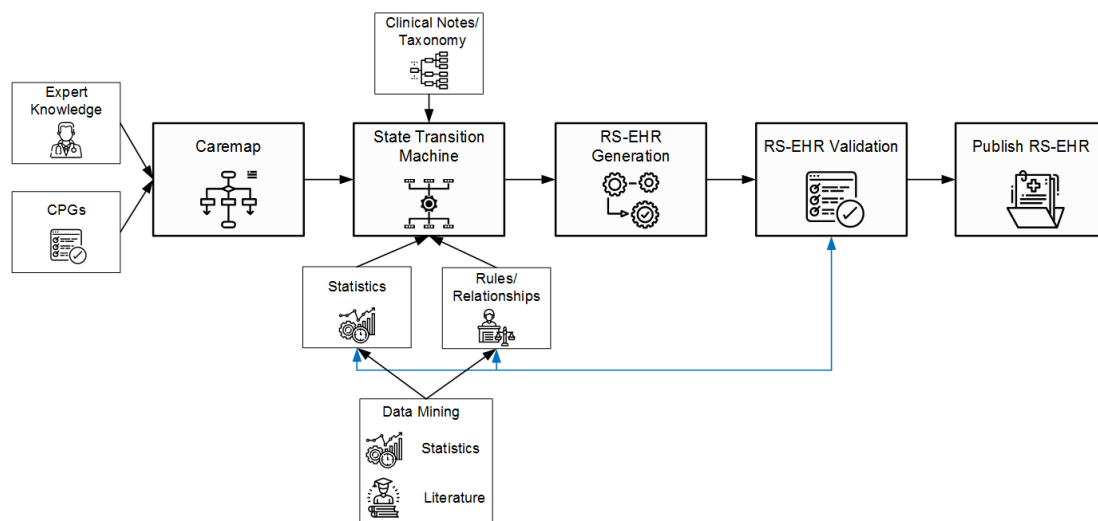 Clinical Notes/
Taxonomy
Expert
Knowledge
CPGs
Caremap
State Transition
Machine
RS-EHR
Generation
RS-EHR Validation
Publish RS-EHR
Statistics
Rules/
Relationships
Data Mining
Statistics
Literature